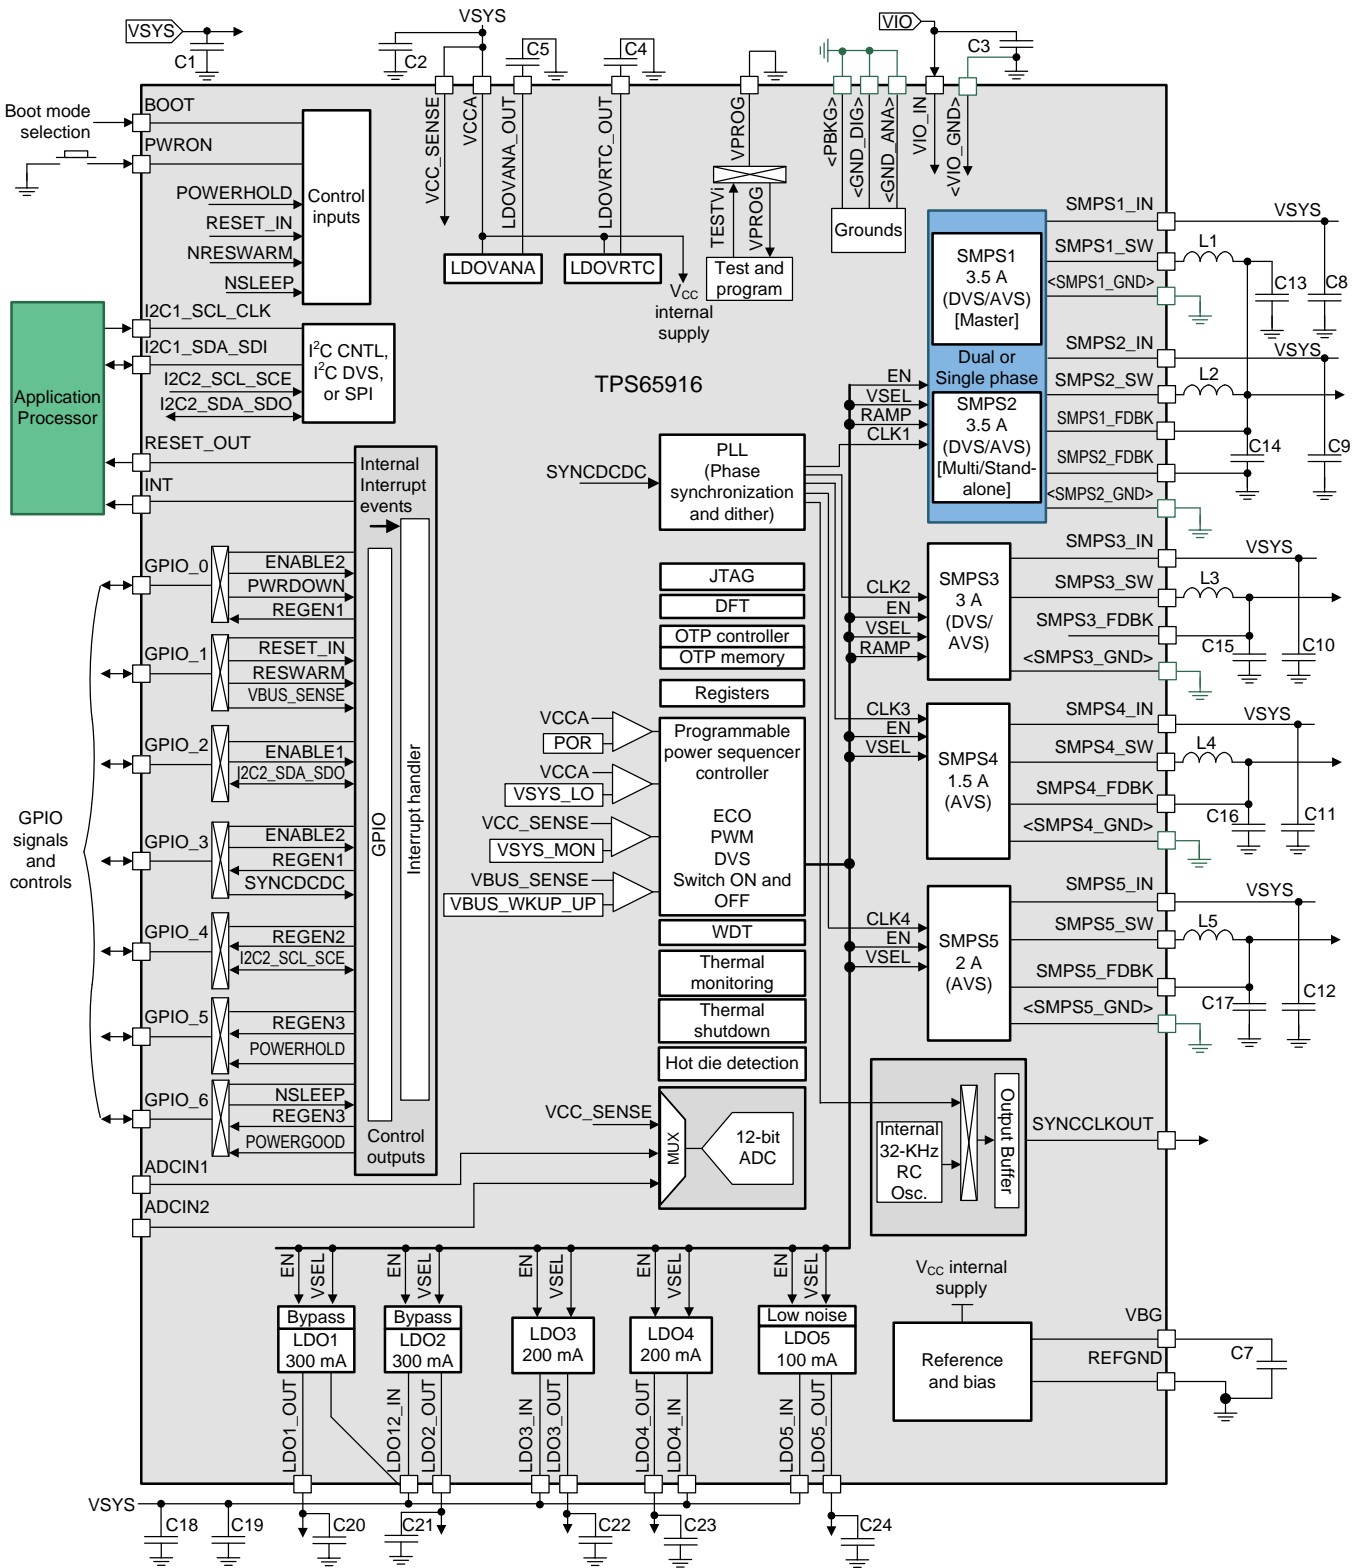 VSYS
C1
VSYS
C2
C5
C4
VIO
C3
BOOT
Boot mode
selection
PWRON
POWERHOLD
RESET_IN
NRESWARM
NSLEEP
Control
inputs
VCC_SENSE
VCCA
LDOVANA_OUT
LDOVRTC_OUT
LDOVANA
LDOVRTC
VCC
internal
supply
VPROG
TESTVi
VPROG
Test and
program
<PBKG>
<GND_DIG>
<GND_ANA>
Grounds
VIO_IN
<VIO_GND>
Application
Processor
I2C1_SCL_CLK
I2C1_SDA_SDI
I2C2_SCL_SCE
I2C2_SDA_SDO
I2C CNTL,
I2C DVS,
or SPI
RESET_OUT
INT
TPS65916
SMPS1
3.5 A
(DVS/AVS)
[Master]
Dual or
Single phase
SMPS2
3.5 A
(DVS/AVS)
[Multi/Stand-
alone]
EN
VSEL
RAMP
CLK1
SMPS1_IN
VSYS
SMPS1_SW
L1
<SMPS1_GND>
C13
C8
SMPS2_IN
VSYS
SMPS2_SW
L2
SMPS1_FDBK
SMPS2_FDBK
C14
C9
<SMPS2_GND>
SYNCDCDC
PLL
(Phase
synchronization
and dither)
Internal
Interrupt
events
GPIO
Interrupt handler
Control
outputs
GPIO
signals
and
controls
GPIO_0
ENABLE2
PWRDOWN
REGEN1
GPIO_1
RESET_IN
RESWARM
VBUS_SENSE
GPIO_2
ENABLE1
I2C2_SDA_SDO
GPIO_3
ENABLE2
REGEN1
SYNCDCDC
GPIO_4
REGEN2
I2C2_SCL_SCE
GPIO_5
REGEN3
POWERHOLD
GPIO_6
NSLEEP
REGEN3
POWERGOOD
ADCIN1
ADCIN2
JTAG
DFT
OTP controller
OTP memory
Registers
VCCA
POR
VCCA
VSYS_LO
VCC_SENSE
VSYS_MON
VBUS_SENSE
VBUS_WKUP_UP
Programmable
power sequencer
controller
ECO
PWM
DVS
Switch ON and
OFF
WDT
Thermal
monitoring
Thermal
shutdown
Hot die detection
VCC_SENSE
MUX
12-bit
ADC
CLK2
EN
VSEL
RAMP
SMPS3
3 A
(DVS/
AVS)
SMPS3_IN
VSYS
SMPS3_SW
L3
SMPS3_FDBK
<SMPS3_GND>
C15
C10
CLK3
EN
VSEL
SMPS4
1.5 A
(AVS)
SMPS4_IN
VSYS
SMPS4_SW
L4
SMPS4_FDBK
<SMPS4_GND>
C16
C11
CLK4
EN
VSEL
SMPS5
2 A
(AVS)
SMPS5_IN
VSYS
SMPS5_SW
L5
SMPS5_FDBK
<SMPS5_GND>
C17
C12
Internal
32-KHz
RC
Osc.
Output Buffer
SYNCCLKOUT
VCC internal
supply
Reference
and bias
VBG
REFGND
C7
EN
VSEL
EN
VSEL
EN
VSEL
EN
VSEL
EN
VSEL
Bypass
LDO1
300 mA
Bypass
LDO2
300 mA
LDO3
200 mA
LDO4
200 mA
Low noise
LDO5
100 mA
LDO1_OUT
LDO12_IN
LDO2_OUT
LDO3_IN
LDO3_OUT
LDO4_OUT
LDO4_IN
LDO5_IN
LDO5_OUT
VSYS
C18
C19
C20
C21
C22
C23
C24